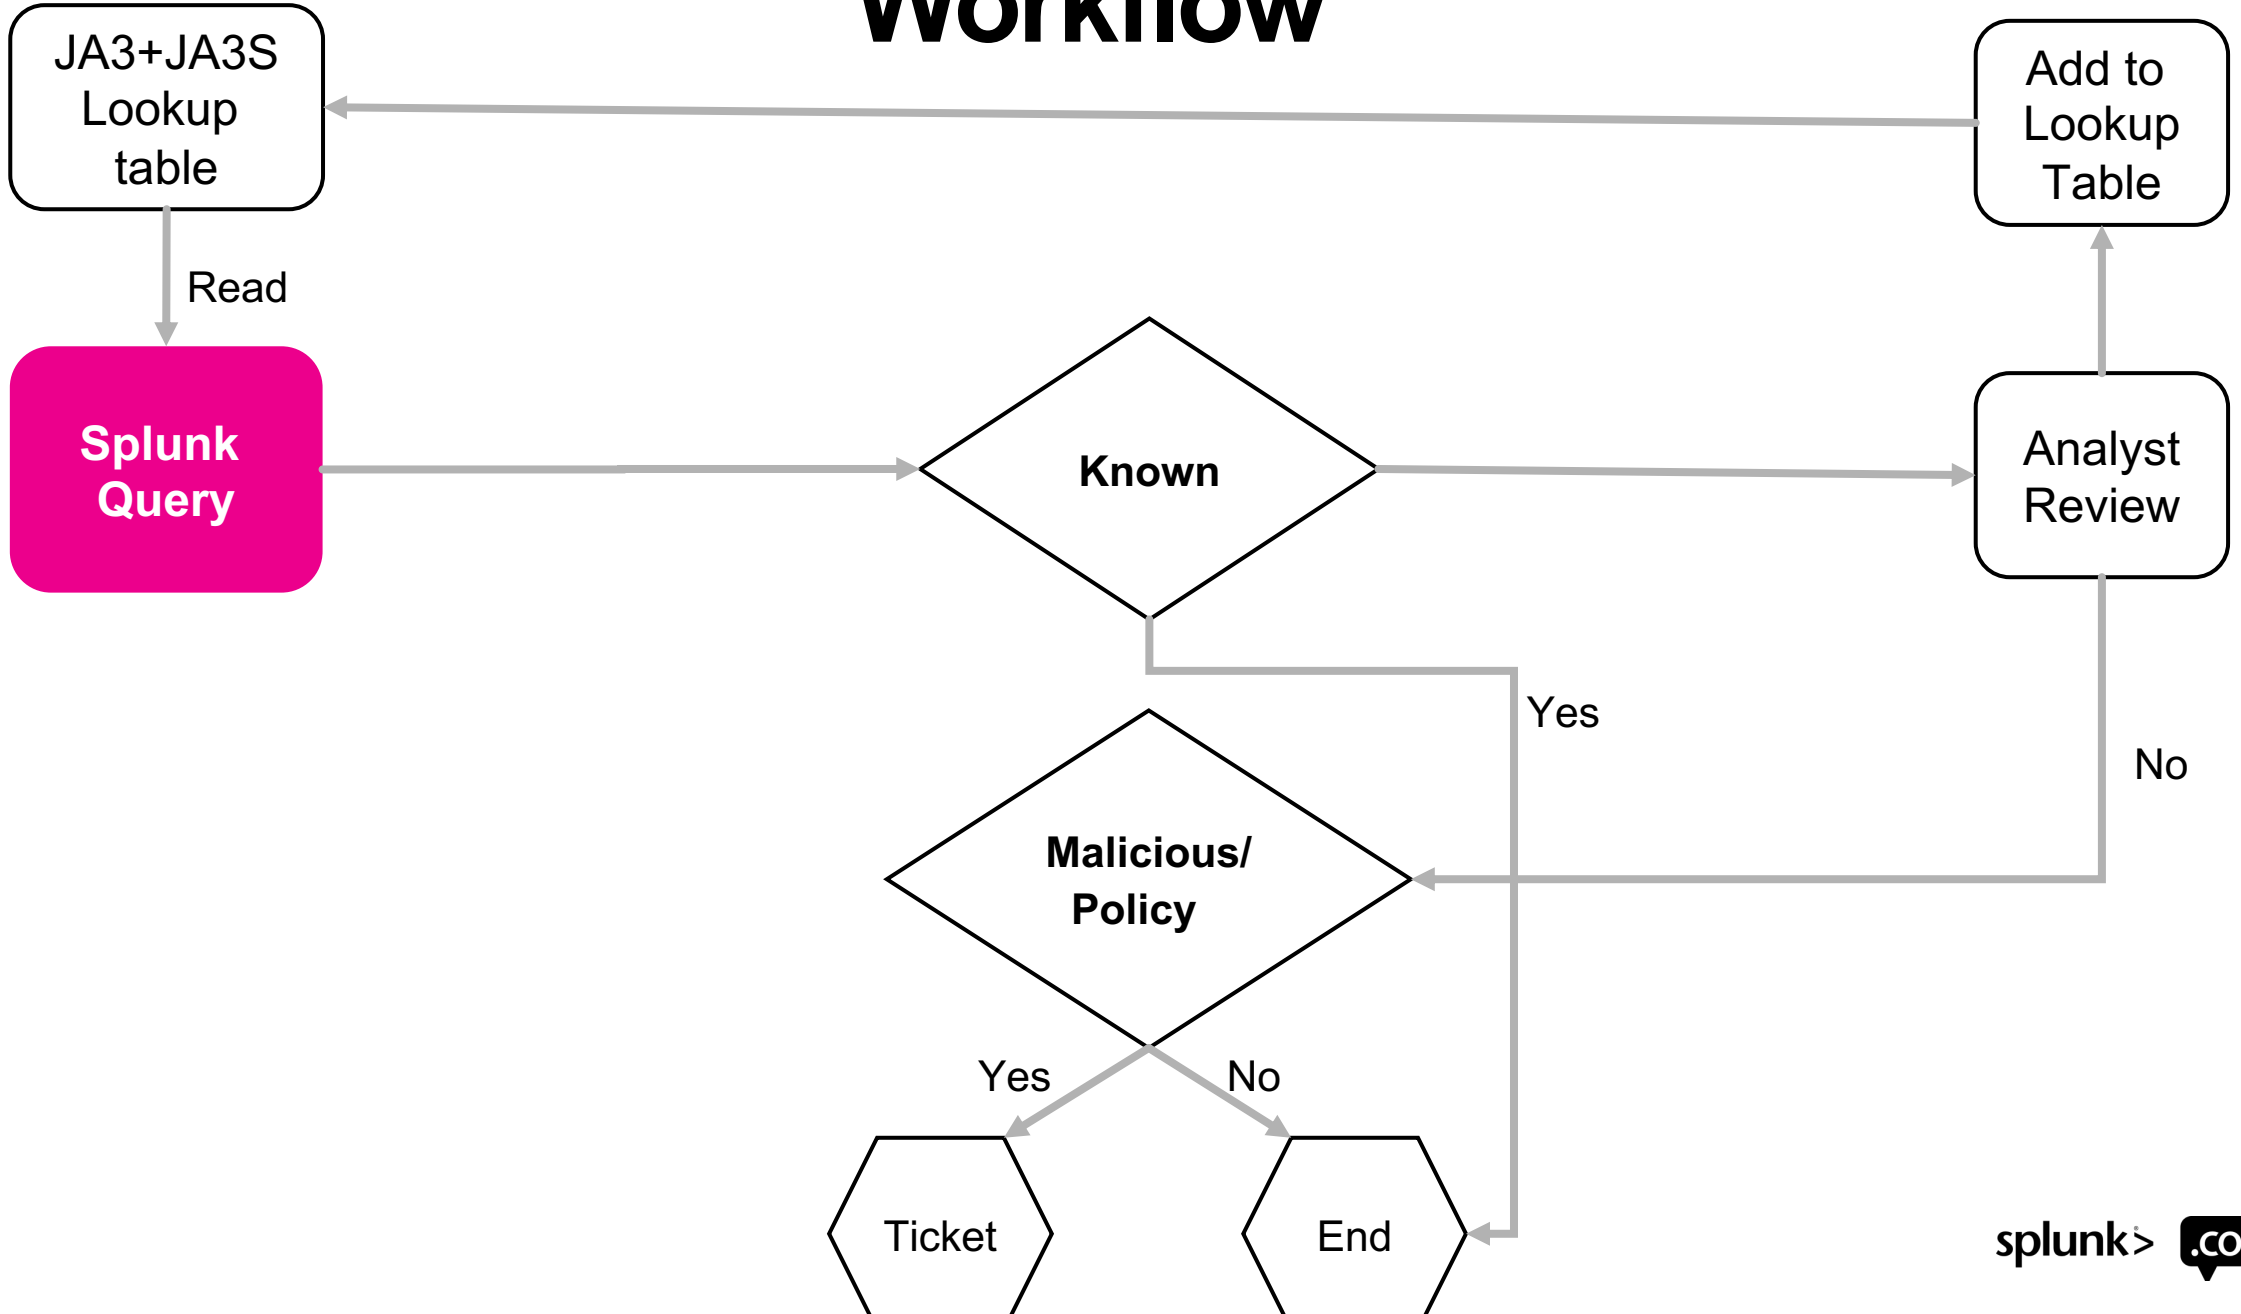 Workflow
JA3+JA3S
Lookup
table
Add to
Lookup
Table
Read
Splunk
Query
Known
Analyst
Review
Yes
No
Malicious/
Policy
Yes
No
Ticket
End
splunk> .co